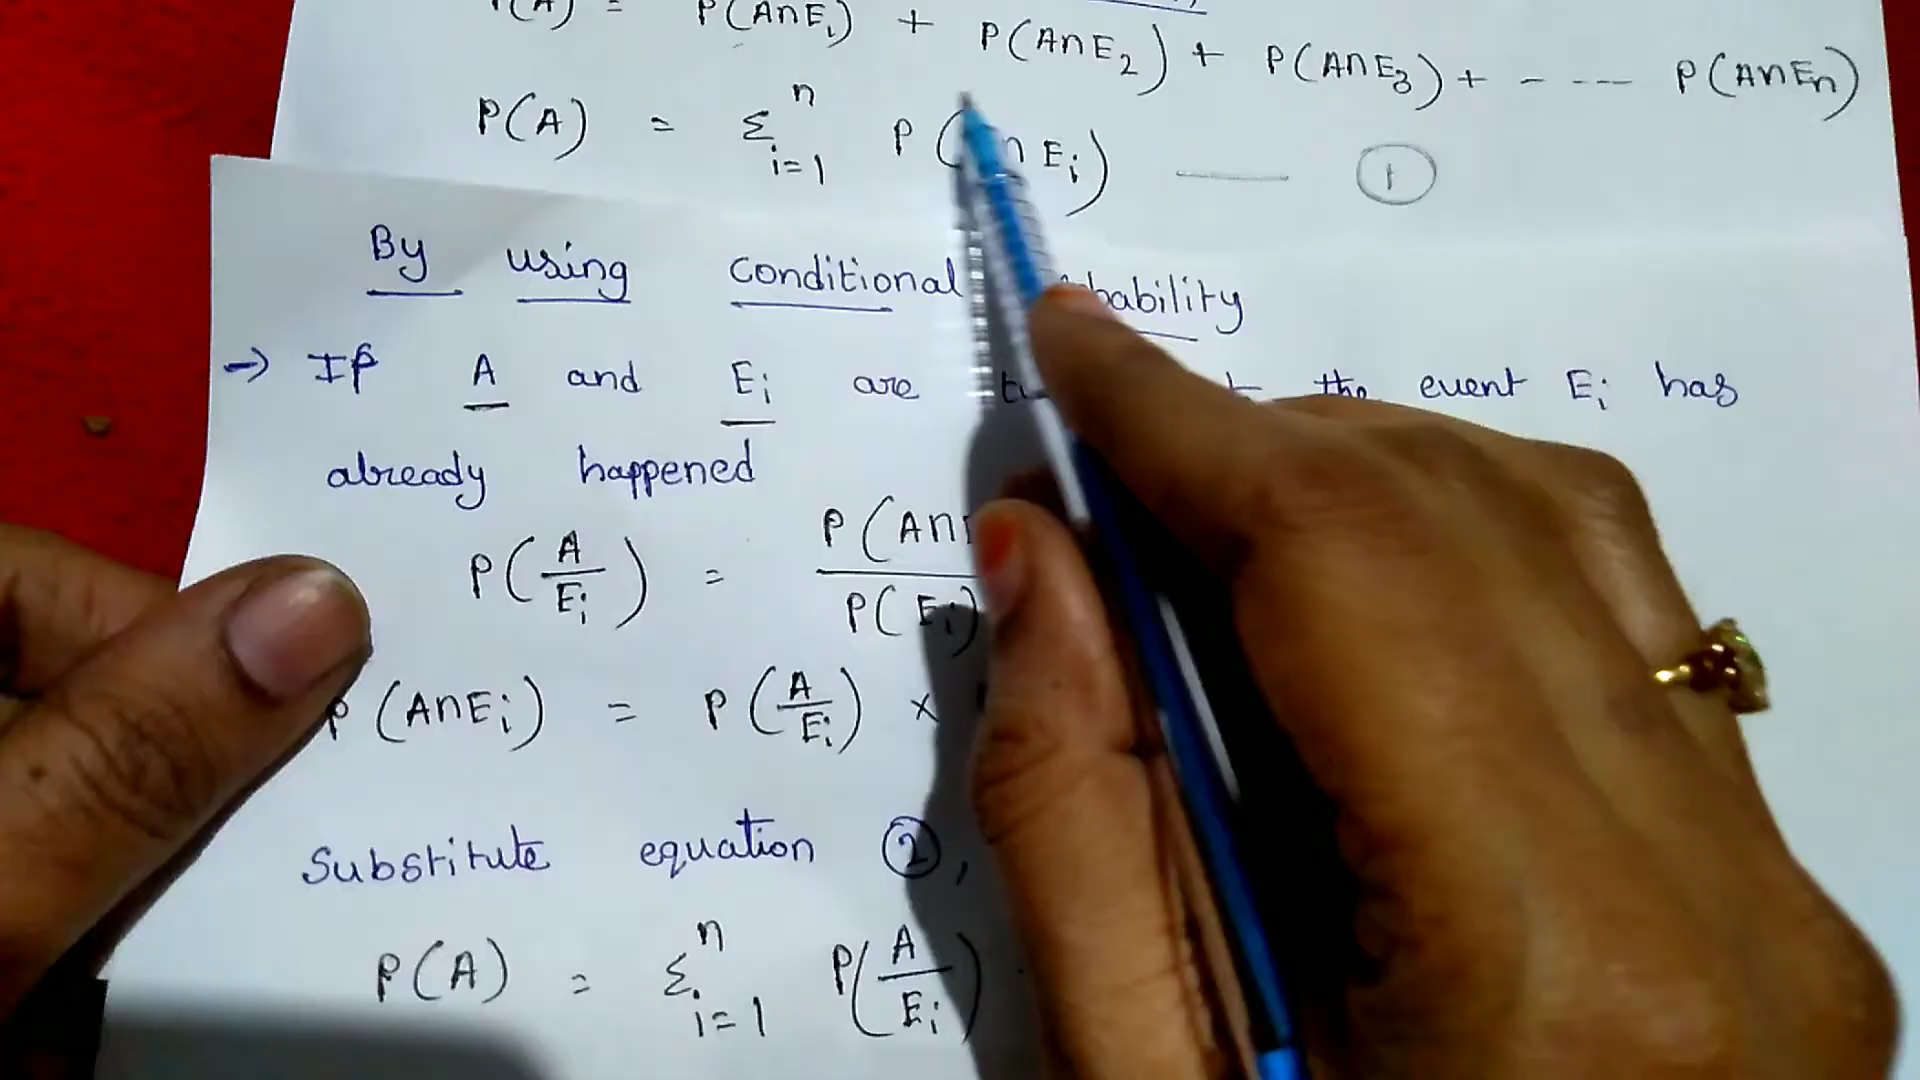 P(A) = P(A∩E₁) + P(A∩E₂) + P(A∩E₃) + - --- P(A∩Eₙ)
P(A) = Σⁿᵢ₌₁ P( ∩ Eᵢ) —— ①
By using conditional
→ If A and Eᵢ are the event Eᵢ has
already happened
P(A/Eᵢ) = P(A∩ / P(Eᵢ)
P(A∩Eᵢ) = P(A/Eᵢ) ×
Substitute equation ②,
P(A) = Σⁿᵢ₌₁ P(A/Eᵢ)